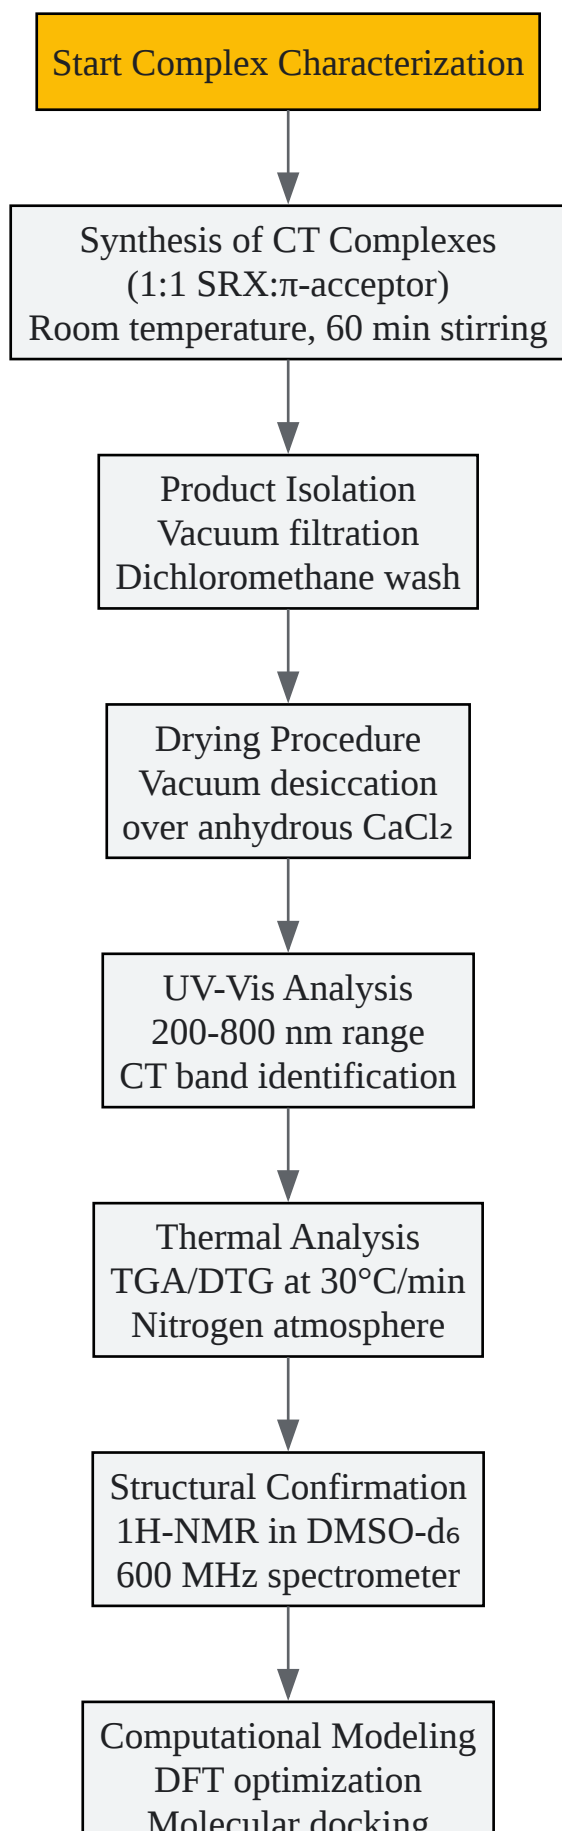 Start Complex Characterization
Synthesis of CT Complexes
(1:1 SRX:π-acceptor)
Room temperature, 60 min stirring
Product Isolation
Vacuum filtration
Dichloromethane wash
Drying Procedure
Vacuum desiccation
over anhydrous CaCl₂
UV-Vis Analysis
200-800 nm range
CT band identification
Thermal Analysis
TGA/DTG at 30°C/min
Nitrogen atmosphere
Structural Confirmation
1H-NMR in DMSO-d₆
600 MHz spectrometer
Computational Modeling
DFT optimization
Molecular docking